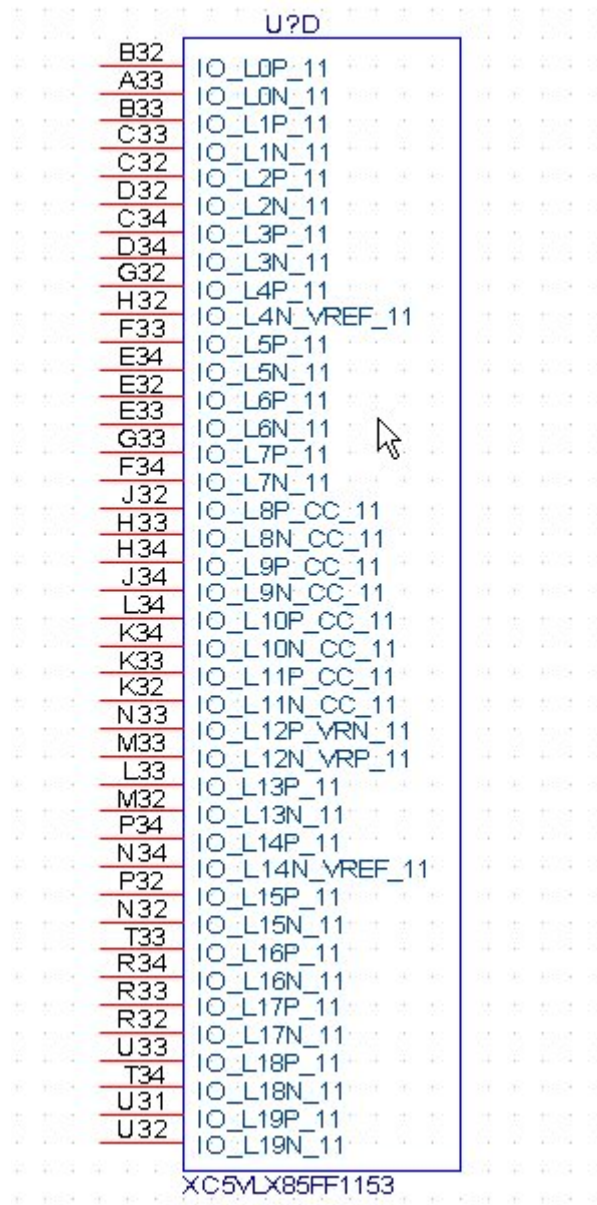 U?D
B32 IO_L0P_11
A33 IO_L0N_11
B33 IO_L1P_11
C33 IO_L1N_11
C32 IO_L2P_11
D32 IO_L2N_11
C34 IO_L3P_11
D34 IO_L3N_11
G32 IO_L4P_11
H32 IO_L4N_VREF_11
F33 IO_L5P_11
E34 IO_L5N_11
E32 IO_L6P_11
E33 IO_L6N_11
G33 IO_L7P_11
F34 IO_L7N_11
J32 IO_L8P_CC_11
H33 IO_L8N_CC_11
H34 IO_L9P_CC_11
J34 IO_L9N_CC_11
L34 IO_L10P_CC_11
K34 IO_L10N_CC_11
K33 IO_L11P_CC_11
K32 IO_L11N_CC_11
N33 IO_L12P_VRN_11
M33 IO_L12N_VRP_11
L33 IO_L13P_11
M32 IO_L13N_11
P34 IO_L14P_11
N34 IO_L14N_VREF_11
P32 IO_L15P_11
N32 IO_L15N_11
T33 IO_L16P_11
R34 IO_L16N_11
R33 IO_L17P_11
R32 IO_L17N_11
U33 IO_L18P_11
T34 IO_L18N_11
U31 IO_L19P_11
U32 IO_L19N_11
XC5VLX85FF1153